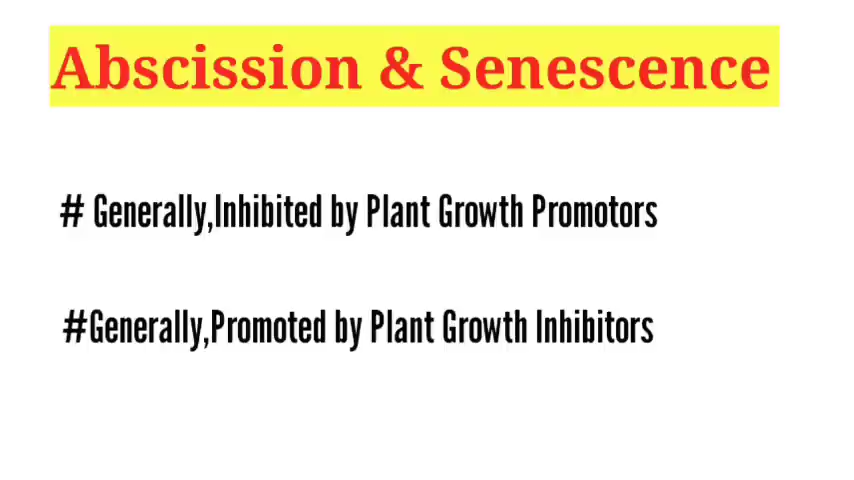 Abscission & Senescence
# Generally,Inhibited by Plant Growth Promotors
#Generally,Promoted by Plant Growth Inhibitors